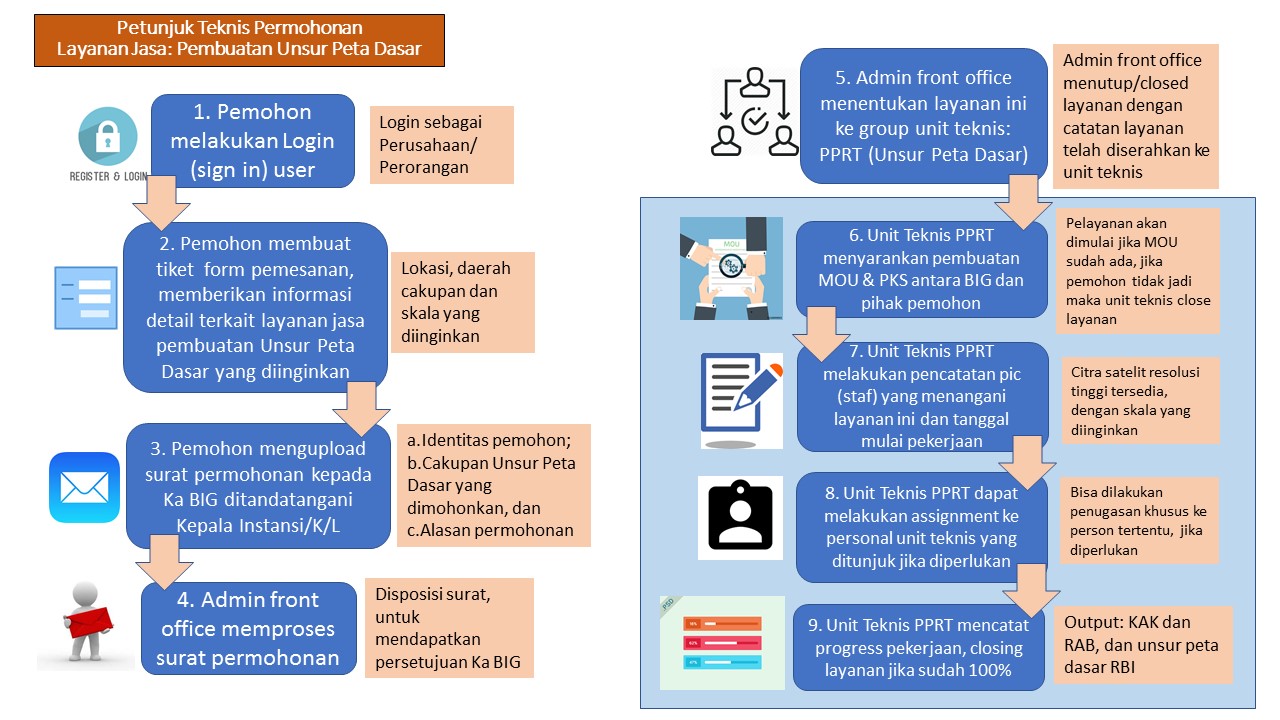 Petunjuk Teknis Permohonan
Layanan Jasa: Pembuatan Unsur Peta Dasar
REGISTER & LOGIN
1. Pemohon
melakukan Login
(sign in) user
Login sebagai
Perusahaan/
Perorangan
2. Pemohon membuat
tiket form pemesanan,
memberikan informasi
detail terkait layanan jasa
pembuatan Unsur Peta
Dasar yang diinginkan
Lokasi, daerah
cakupan dan
skala yang
diinginkan
3. Pemohon mengupload
surat permohonan kepada
Ka BIG ditandatangani
Kepala Instansi/K/L
a.Identitas pemohon;
b.Cakupan Unsur Peta
Dasar yang
dimohonkan, dan
c.Alasan permohonan
4. Admin front
office memproses
surat permohonan
Disposisi surat,
untuk
mendapatkan
persetujuan Ka BIG
5. Admin front office
menentukan layanan ini
ke group unit teknis:
PPRT (Unsur Peta Dasar)
Admin front office
menutup/closed
layanan dengan
catatan layanan
telah diserahkan ke
unit teknis
MOU
6. Unit Teknis PPRT
menyarankan pembuatan
MOU & PKS antara BIG dan
pihak pemohon
Pelayanan akan
dimulai jika MOU
sudah ada, jika
pemohon tidak jadi
maka unit teknis close
layanan
7. Unit Teknis PPRT
melakukan pencatatan pic
(staf) yang menangani
layanan ini dan tanggal
mulai pekerjaan
Citra satelit resolusi
tinggi tersedia,
dengan skala yang
diinginkan
8. Unit Teknis PPRT dapat
melakukan assignment ke
personal unit teknis yang
ditunjuk jika diperlukan
Bisa dilakukan
penugasan khusus ke
person tertentu, jika
diperlukan
PSD
9. Unit Teknis PPRT mencatat
progress pekerjaan, closing
layanan jika sudah 100%
Output: KAK dan
RAB, dan unsur peta
dasar RBI